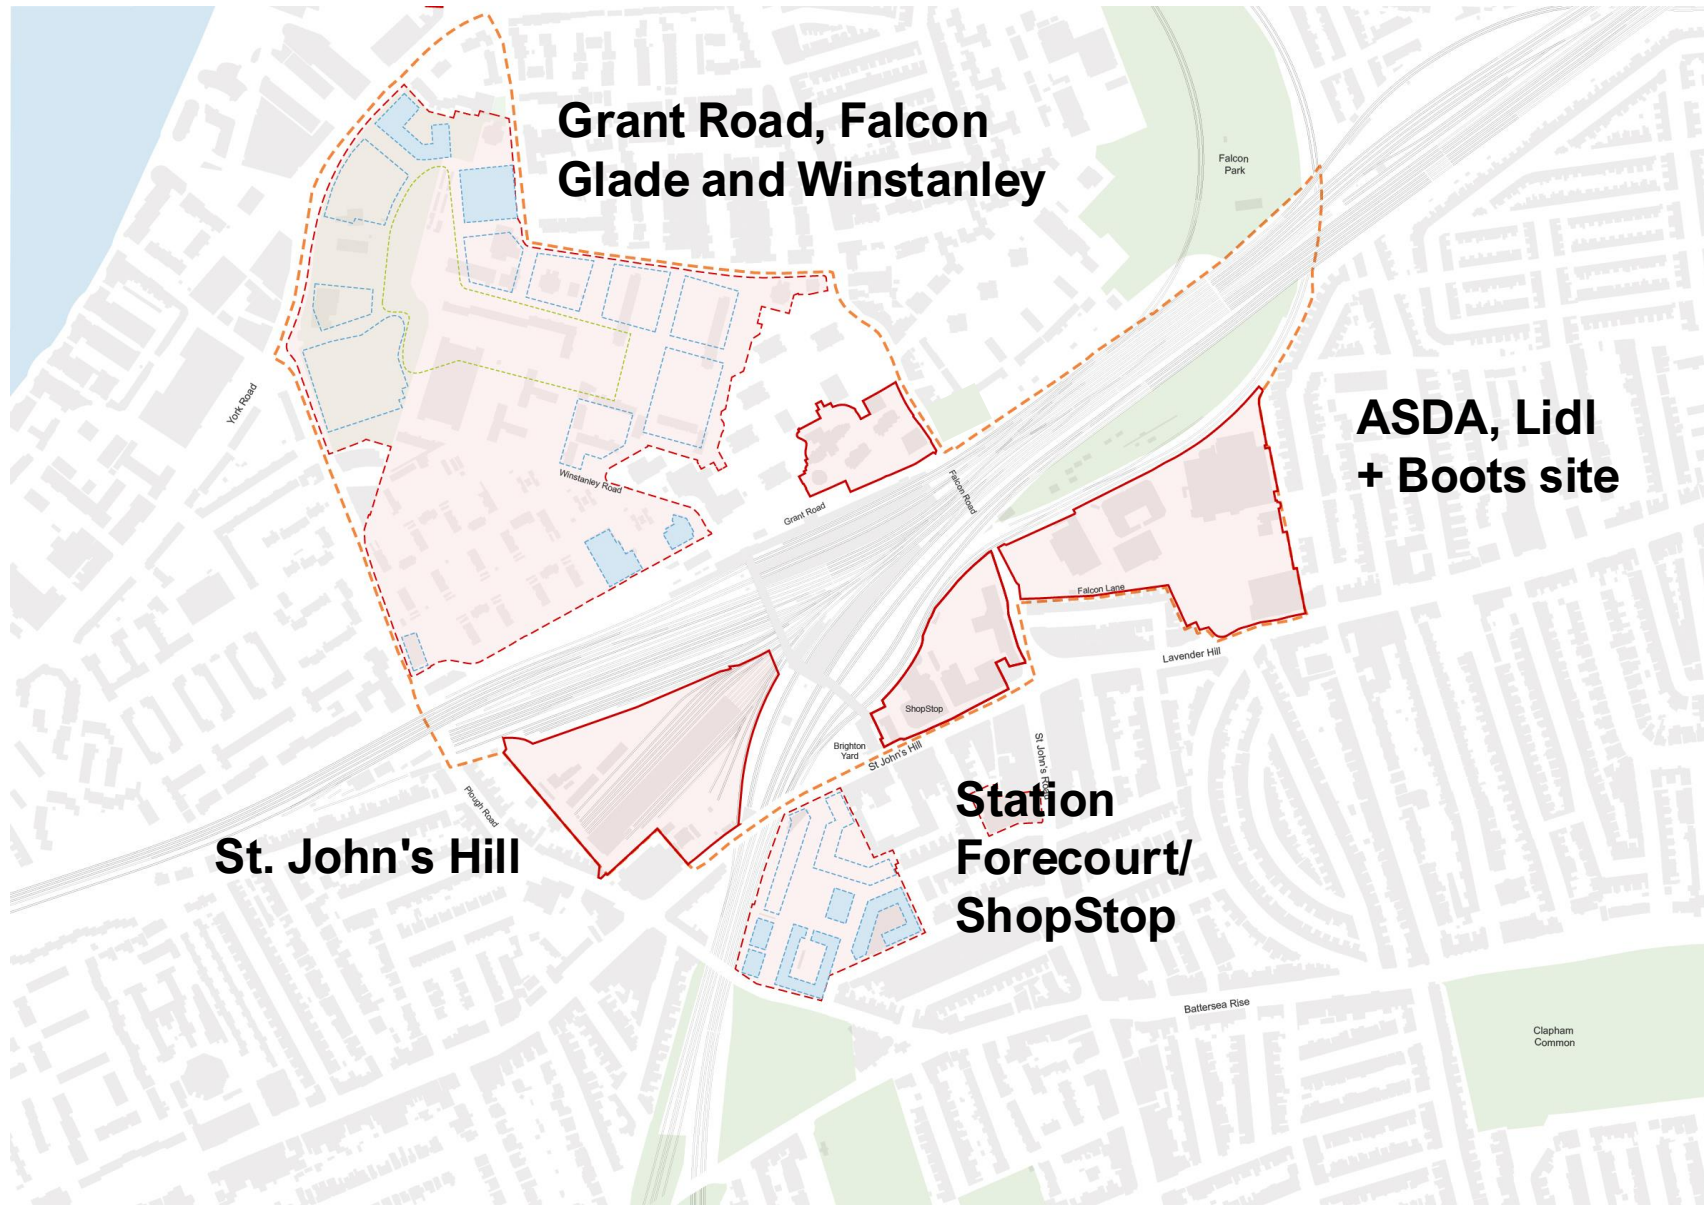 Grant Road, Falcon
Glade and Winstanley
Falcon
Park
York Road
ASDA, Lidl
+ Boots site
Winstanley Road
Grant Road
Falcon Road
Falcon Lane
Lavender Hill
ShopStop
Brighton
Yard
St John's Hill
St John's Road
Plough Road
St. John's Hill
Station
Forecourt/
ShopStop
Battersea Rise
Clapham
Common